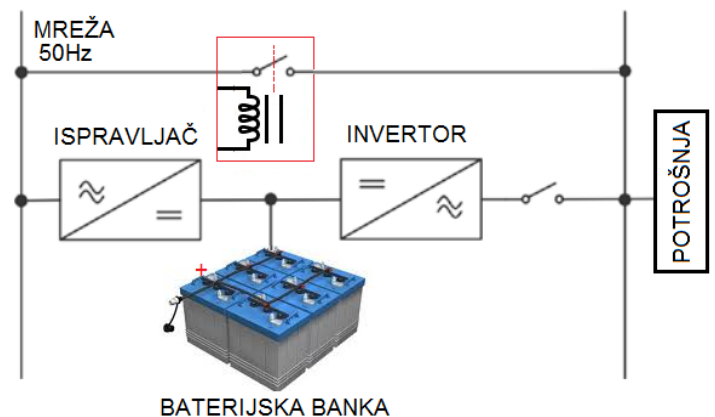 MREŽA
50Hz
ISPRAVLJAČ
INVERTOR
POTROŠNJA
+
BATERIJSKA BANKA